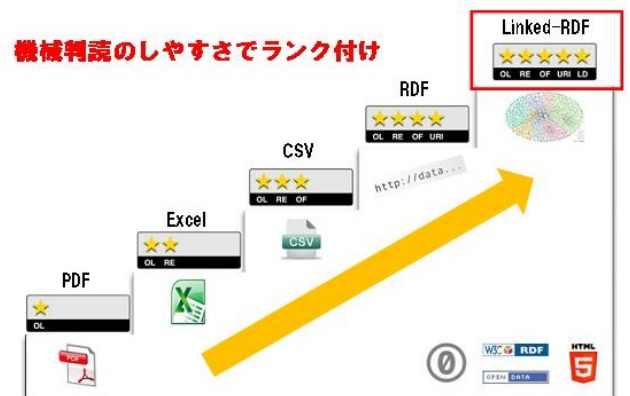 機械判読のしやすさでランク付け
Linked-RDF
OL RE OF URI LD
RDF
OL RE OF URI
http://data...
CSV
OL RE OF
CSV
Excel
OL RE
PDF
OL
PDF
0
W3C RDF
OPEN DATA
HTML
5